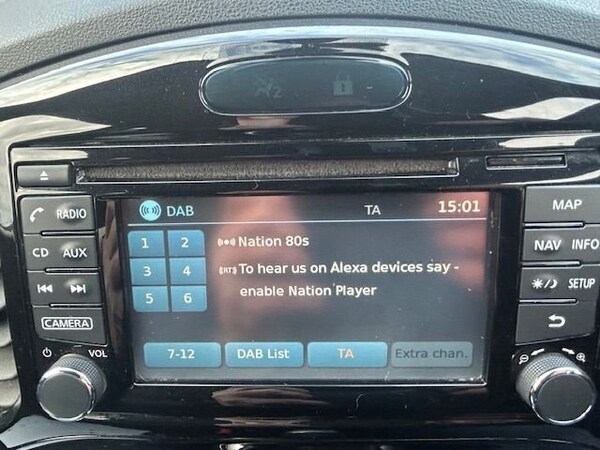 2
RADIO
CD AUX
CAMERA
VOL
DAB TA 15:01
1 2
3 4
5 6
Nation 80s
(RT) To hear us on Alexa devices say -
enable Nation Player
7-12 DAB List TA Extra chan.
MAP
NAV INFO
SETUP